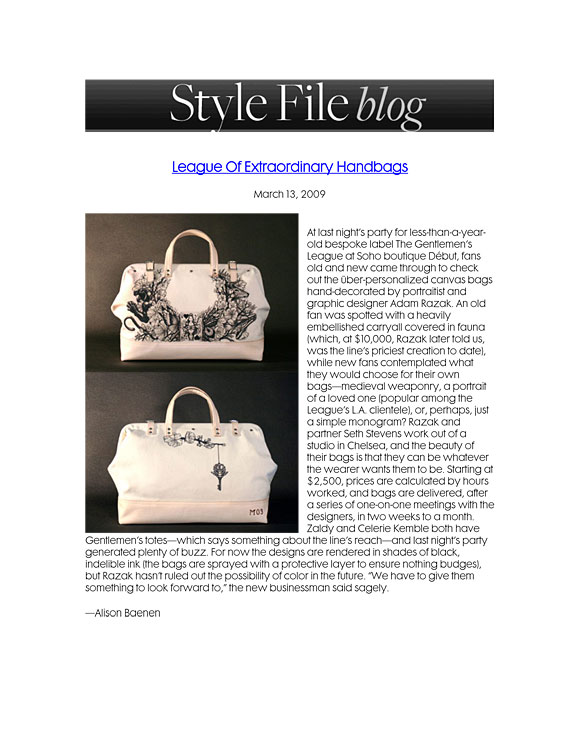 Style File blog
League Of Extraordinary Handbags
March 13, 2009
At last night's party for less-than-a-year-
old bespoke label The Gentlemen's
League at Soho boutique Début, fans
old and new came through to check
out the über-personalized canvas bags
hand-decorated by portraitist and
graphic designer Adam Razak. An old
fan was spotted with a heavily
embellished carryall covered in fauna
(which, at $10,000, Razak later told us,
was the line's priciest creation to date),
while new fans contemplated what
they would choose for their own
bags—medieval weaponry, a portrait
of a loved one (popular among the
League's L.A. clientele), or, perhaps, just
a simple monogram? Razak and
partner Seth Stevens work out of a
studio in Chelsea, and the beauty of
their bags is that they can be whatever
the wearer wants them to be. Starting at
$2,500, prices are calculated by hours
worked, and bags are delivered, after
a series of one-on-one meetings with the
designers, in two weeks to a month.
Zaldy and Celerie Kemble both have
Gentlemen's totes—which says something about the line's reach—and last night's party
generated plenty of buzz. For now the designs are rendered in shades of black,
indelible ink (the bags are sprayed with a protective layer to ensure nothing budges),
but Razak hasn't ruled out the possibility of color in the future. "We have to give them
something to look forward to," the new businessman said sagely.
—Alison Baenen